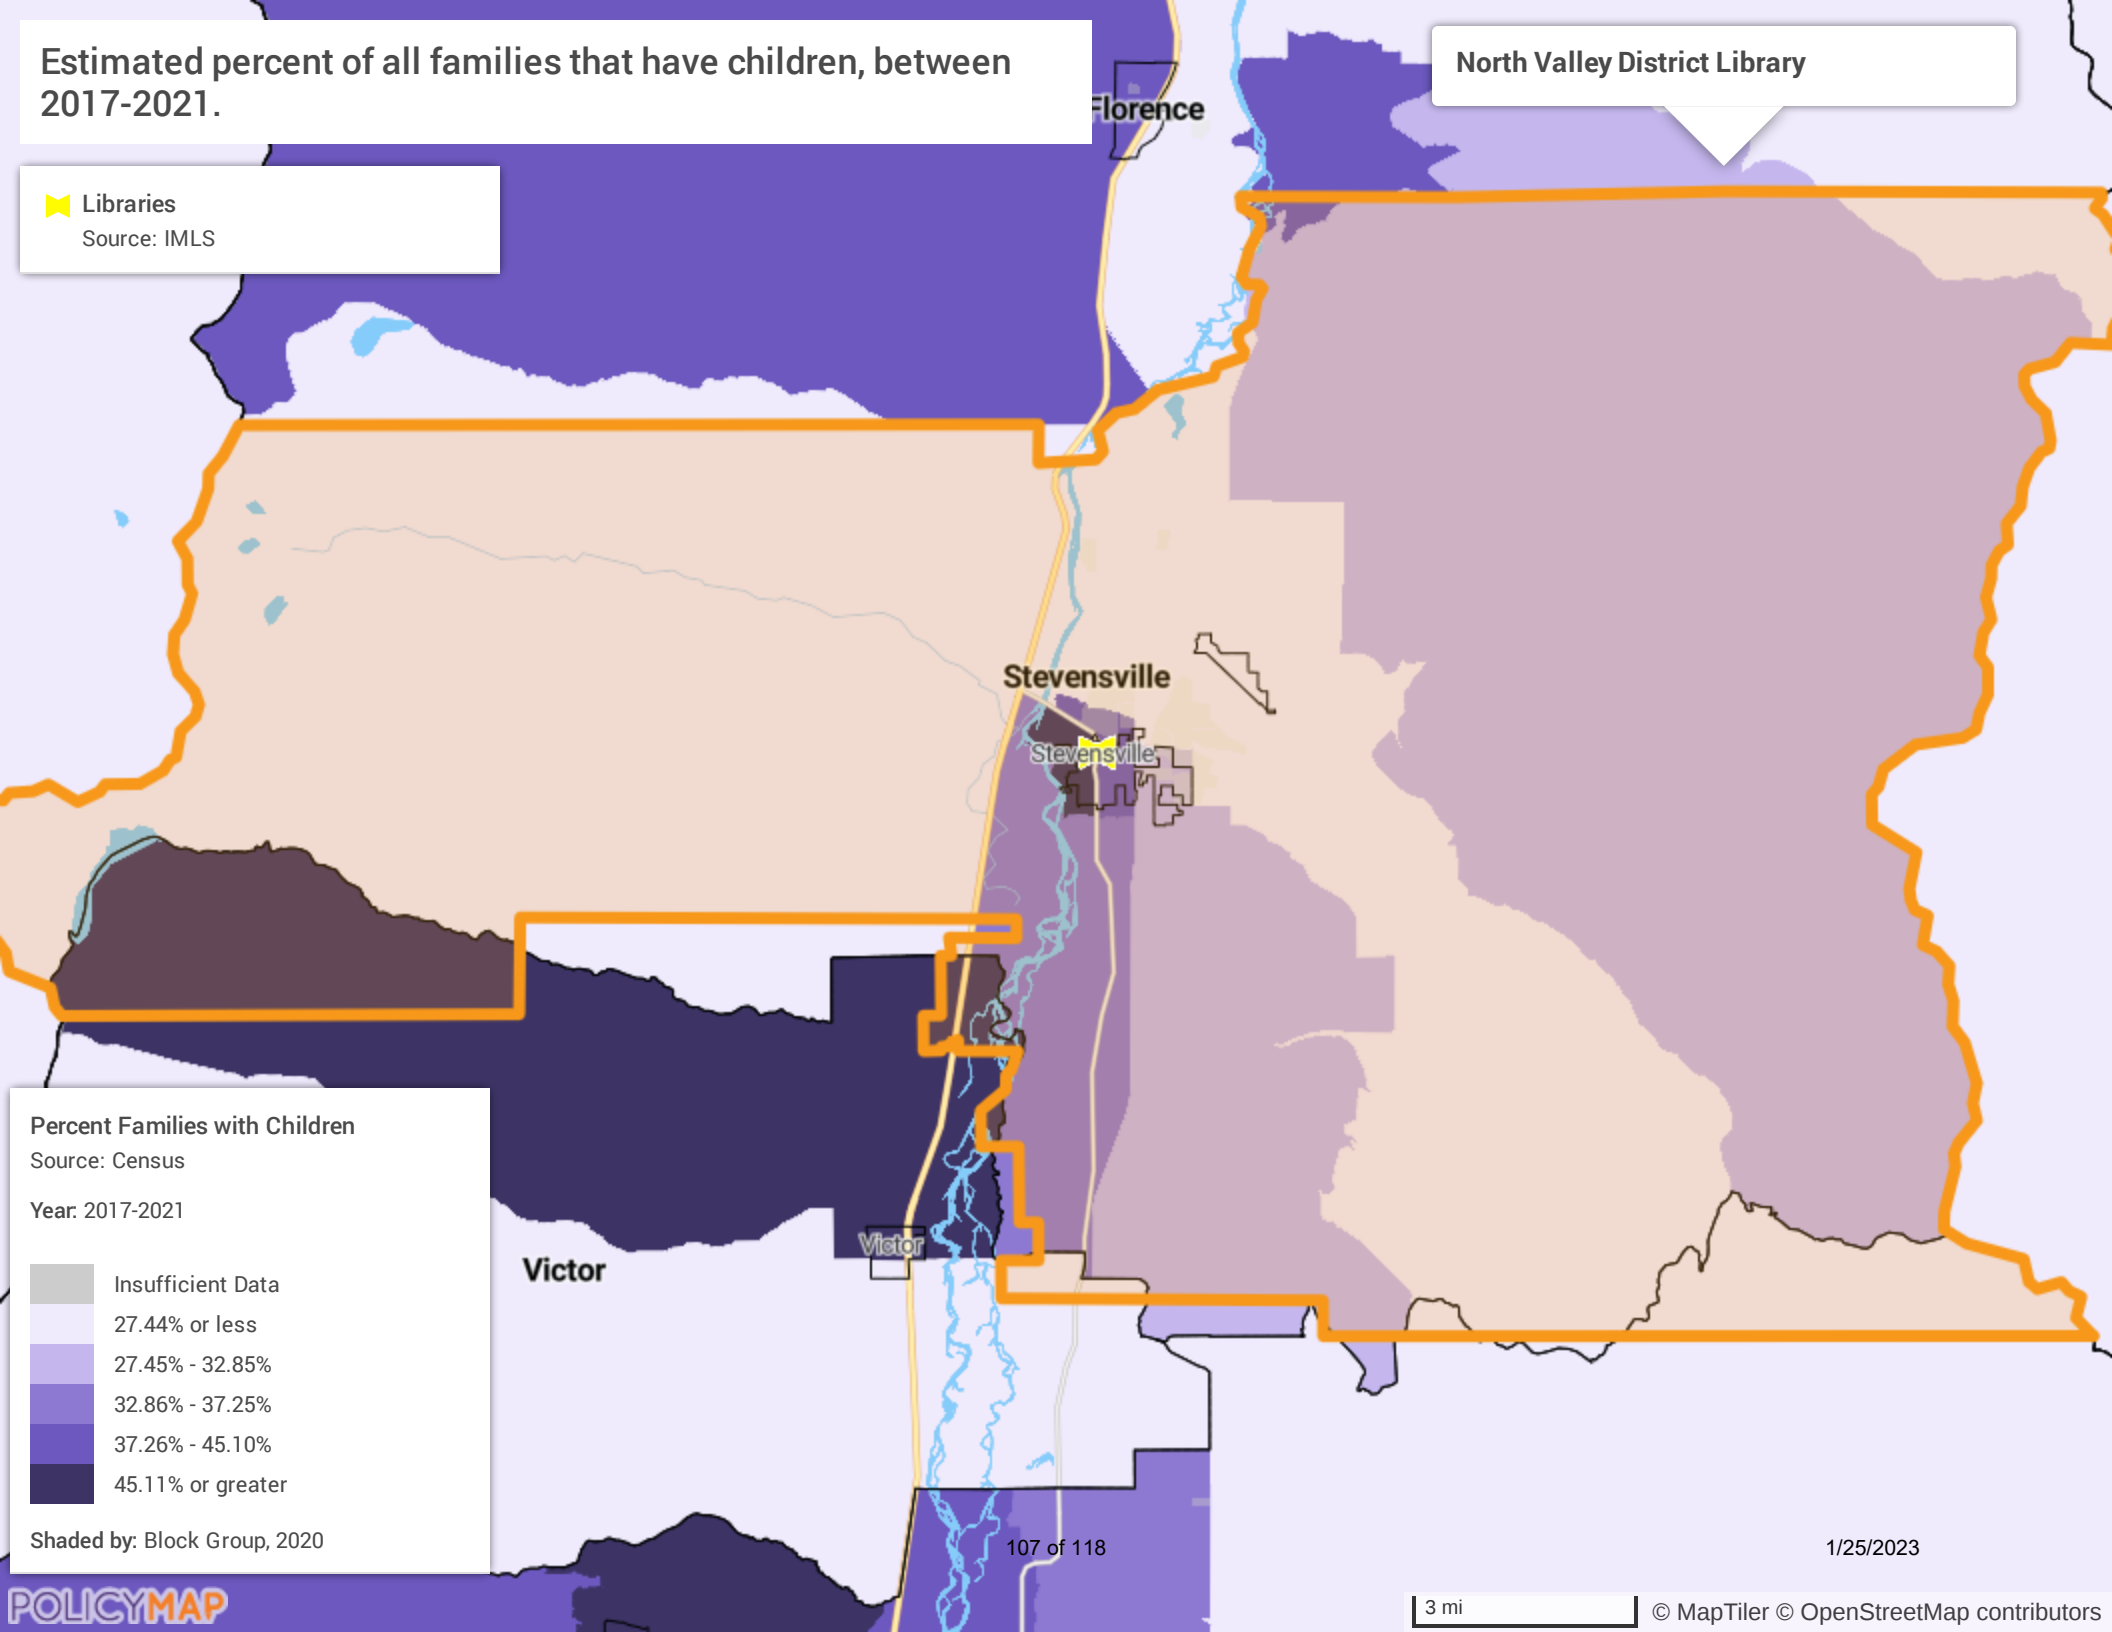 Estimated percent of all families that have children, between
2017-2021.
North Valley District Library
Florence
Libraries
Source: IMLS
Stevensville
Stevensville
Victor
Victor
Percent Families with Children
Source: Census
Year: 2017-2021
Insufficient Data
27.44% or less
27.45% - 32.85%
32.86% - 37.25%
37.26% - 45.10%
45.11% or greater
Shaded by: Block Group, 2020
107 of 118
1/25/2023
POLICYMAP
3 mi
© MapTiler © OpenStreetMap contributors